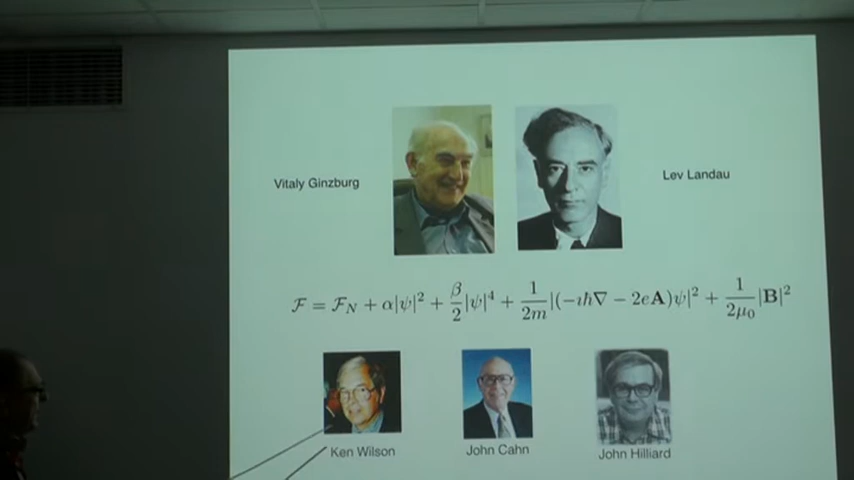 Vitaly Ginzburg
Lev Landau
ℱ = ℱ_N + α|ψ|² + β/2 |ψ|⁴ + 1/2m |(−ıħ∇ − 2e𝐀)ψ|² + 1/2μ₀ |𝐁|²
Ken Wilson
John Cahn
John Hilliard